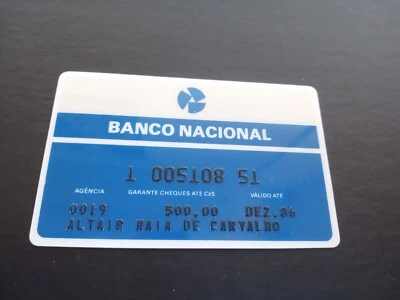 BANCO NACIONAL
1 005108 51
AGÊNCIA GARANTE CHEQUES ATÉ Cz$ VÁLIDO ATÉ
0019 500,00 DEZ.86
ALTAIR MAIA DE CARVALHO